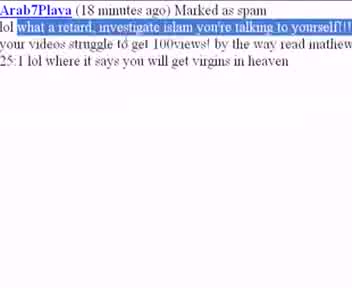 Arab7Playa (18 minutes ago) Marked as spam
lol what a retard, investigate islam you're talking to yourself!!!
your videos struggle to get 100views! by the way read mathew
25:1 lol where it says you will get virgins in heaven